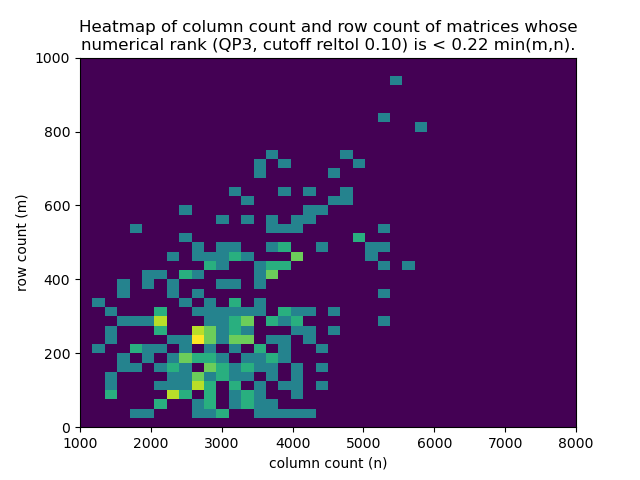 Heatmap of column count and row count of matrices whose
numerical rank (QP3, cutoff reltol 0.10) is < 0.22 min(m,n).
1000
800
600
400
200
0
row count (m)
1000 2000 3000 4000 5000 6000 7000 8000
column count (n)